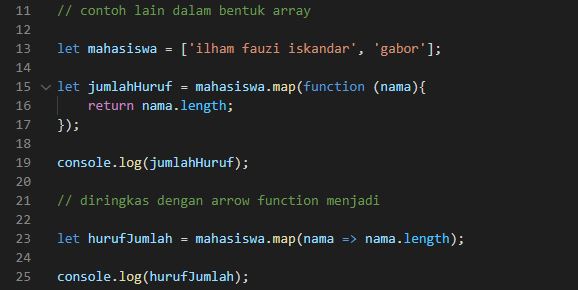 11 // contoh lain dalam bentuk array
12
13 let mahasiswa = ['ilham fauzi iskandar', 'gabor'];
14
15 let jumlahHuruf = mahasiswa.map(function (nama){
16     return nama.length;
17 });
18
19 console.log(jumlahHuruf);
20
21 // diringkas dengan arrow function menjadi
22
23 let hurufJumlah = mahasiswa.map(nama => nama.length);
24
25 console.log(hurufJumlah);